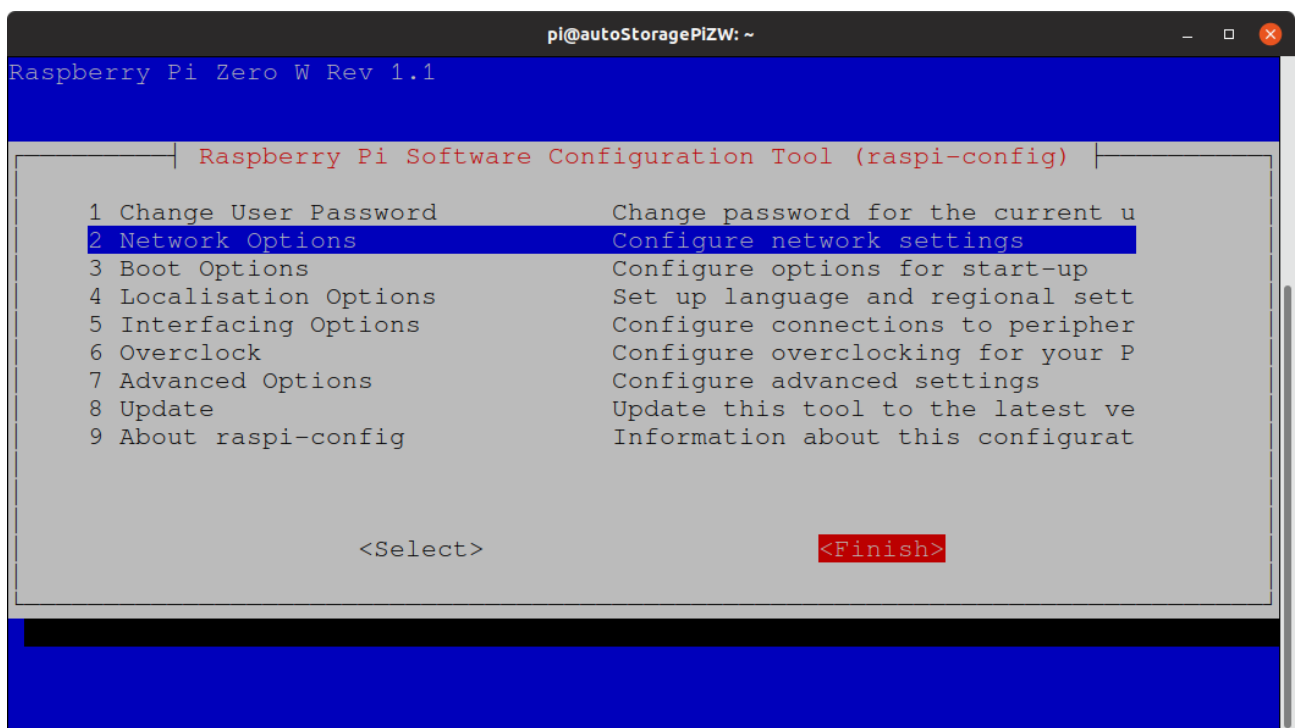 pi@autoStoragePiZW: ~
Raspberry Pi Zero W Rev 1.1
Raspberry Pi Software Configuration Tool (raspi-config)
1 Change User Password Change password for the current u
2 Network Options Configure network settings
3 Boot Options Configure options for start-up
4 Localisation Options Set up language and regional sett
5 Interfacing Options Configure connections to peripher
6 Overclock Configure overclocking for your P
7 Advanced Options Configure advanced settings
8 Update Update this tool to the latest ve
9 About raspi-config Information about this configurat
<Select> <Finish>